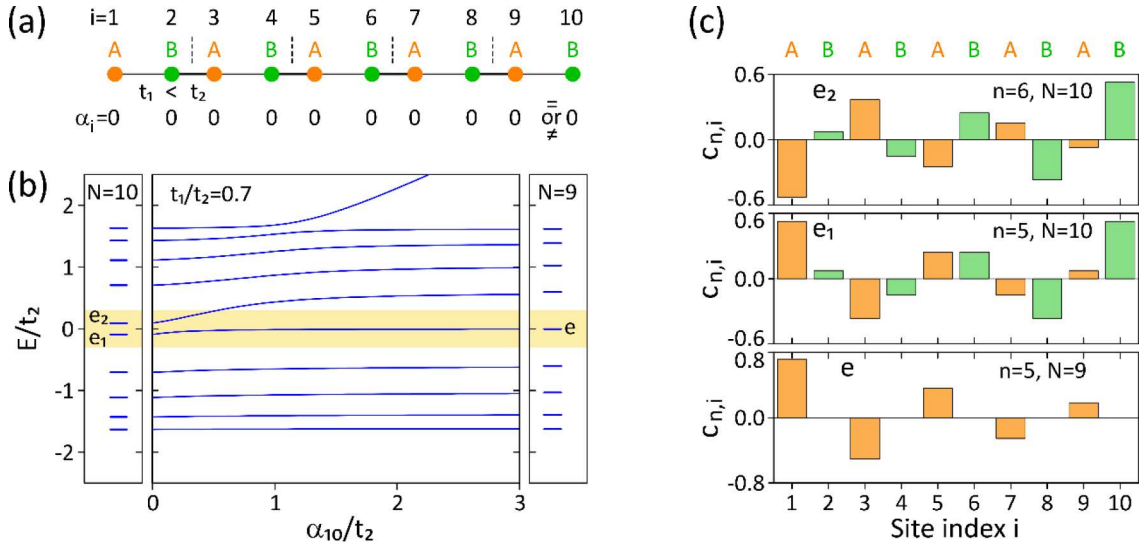 (a)
i=1 2 3 4 5 6 7 8 9 10
A B A B A B A B A B
t₁ < t₂
αᵢ=0 0 0 0 0 0 0 0 0 0
=
or
≠
(b)
N=10
t₁/t₂=0.7
N=9
2
1
0
-1
-2
E/t₂
e₂
e₁
e
0 1 2 3
α₁₀/t₂
(c)
A B A B A B A B A B
0.6
0.0
-0.6
cₙ,ᵢ
e₂
n=6, N=10
0.6
0.0
-0.6
cₙ,ᵢ
e₁
n=5, N=10
0.8
0.0
-0.8
cₙ,ᵢ
e
n=5, N=9
1 2 3 4 5 6 7 8 9 10
Site index i